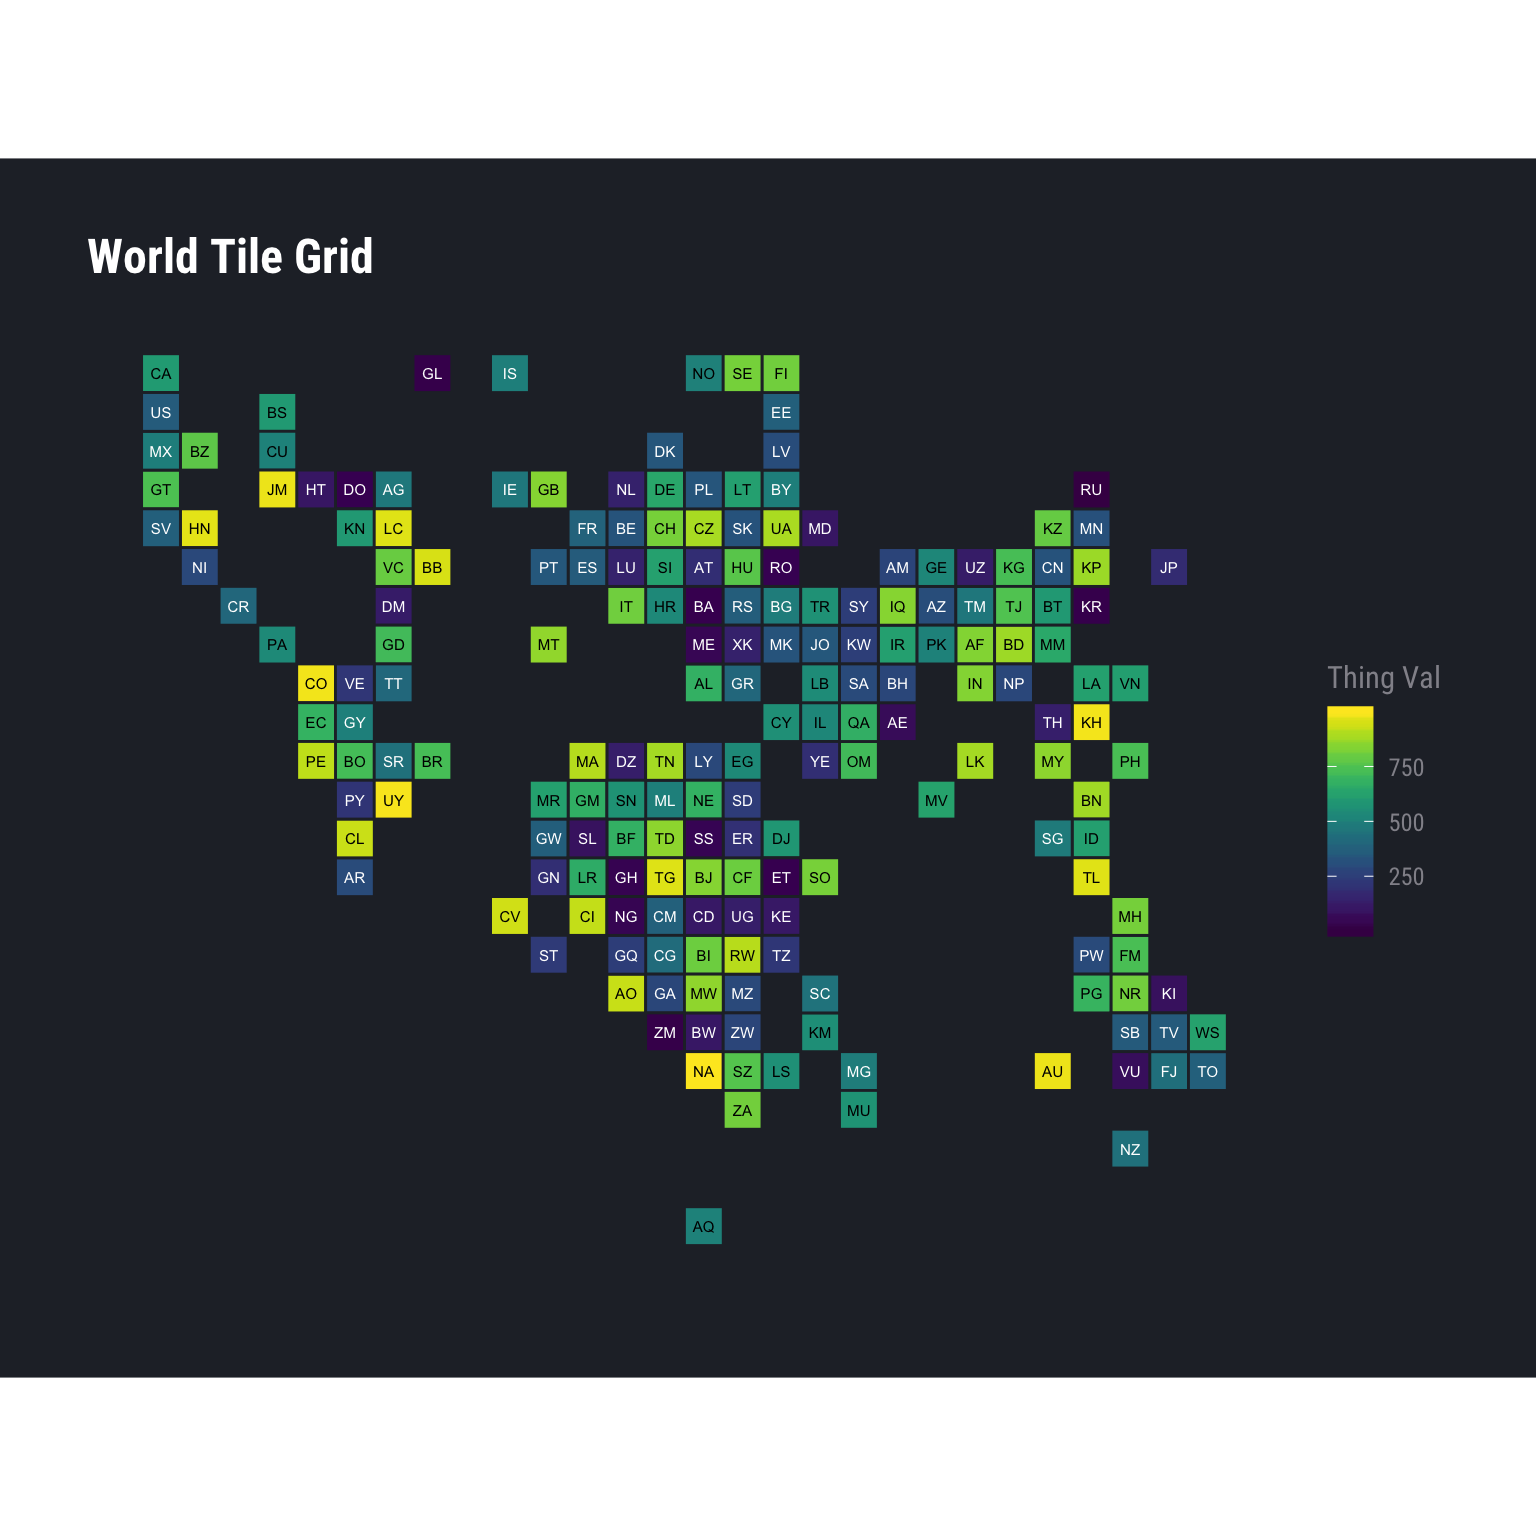 World Tile Grid
CA GL IS NO SE FI
US BS EE
MX BZ CU DK LV
GT JM HT DO AG IE GB NL DE PL LT BY RU
SV HN KN LC FR BE CH CZ SK UA MD KZ MN
NI VC BB PT ES LU SI AT HU RO AM GE UZ KG CN KP JP
CR DM IT HR BA RS BG TR SY IQ AZ TM TJ BT KR
PA GD MT ME XK MK JO KW IR PK AF BD MM
CO VE TT AL GR LB SA BH IN NP LA VN
EC GY CY IL QA AE TH KH
PE BO SR BR MA DZ TN LY EG YE OM LK MY PH
PY UY MR GM SN ML NE SD MV BN
CL GW SL BF TD SS ER DJ SG ID
AR GN LR GH TG BJ CF ET SO TL
CV CI NG CM CD UG KE MH
ST GQ CG BI RW TZ PW FM
AO GA MW MZ SC PG NR KI
ZM BW ZW KM SB TV WS
NA SZ LS MG AU VU FJ TO
ZA MU
NZ
AQ
Thing Val
750
500
250